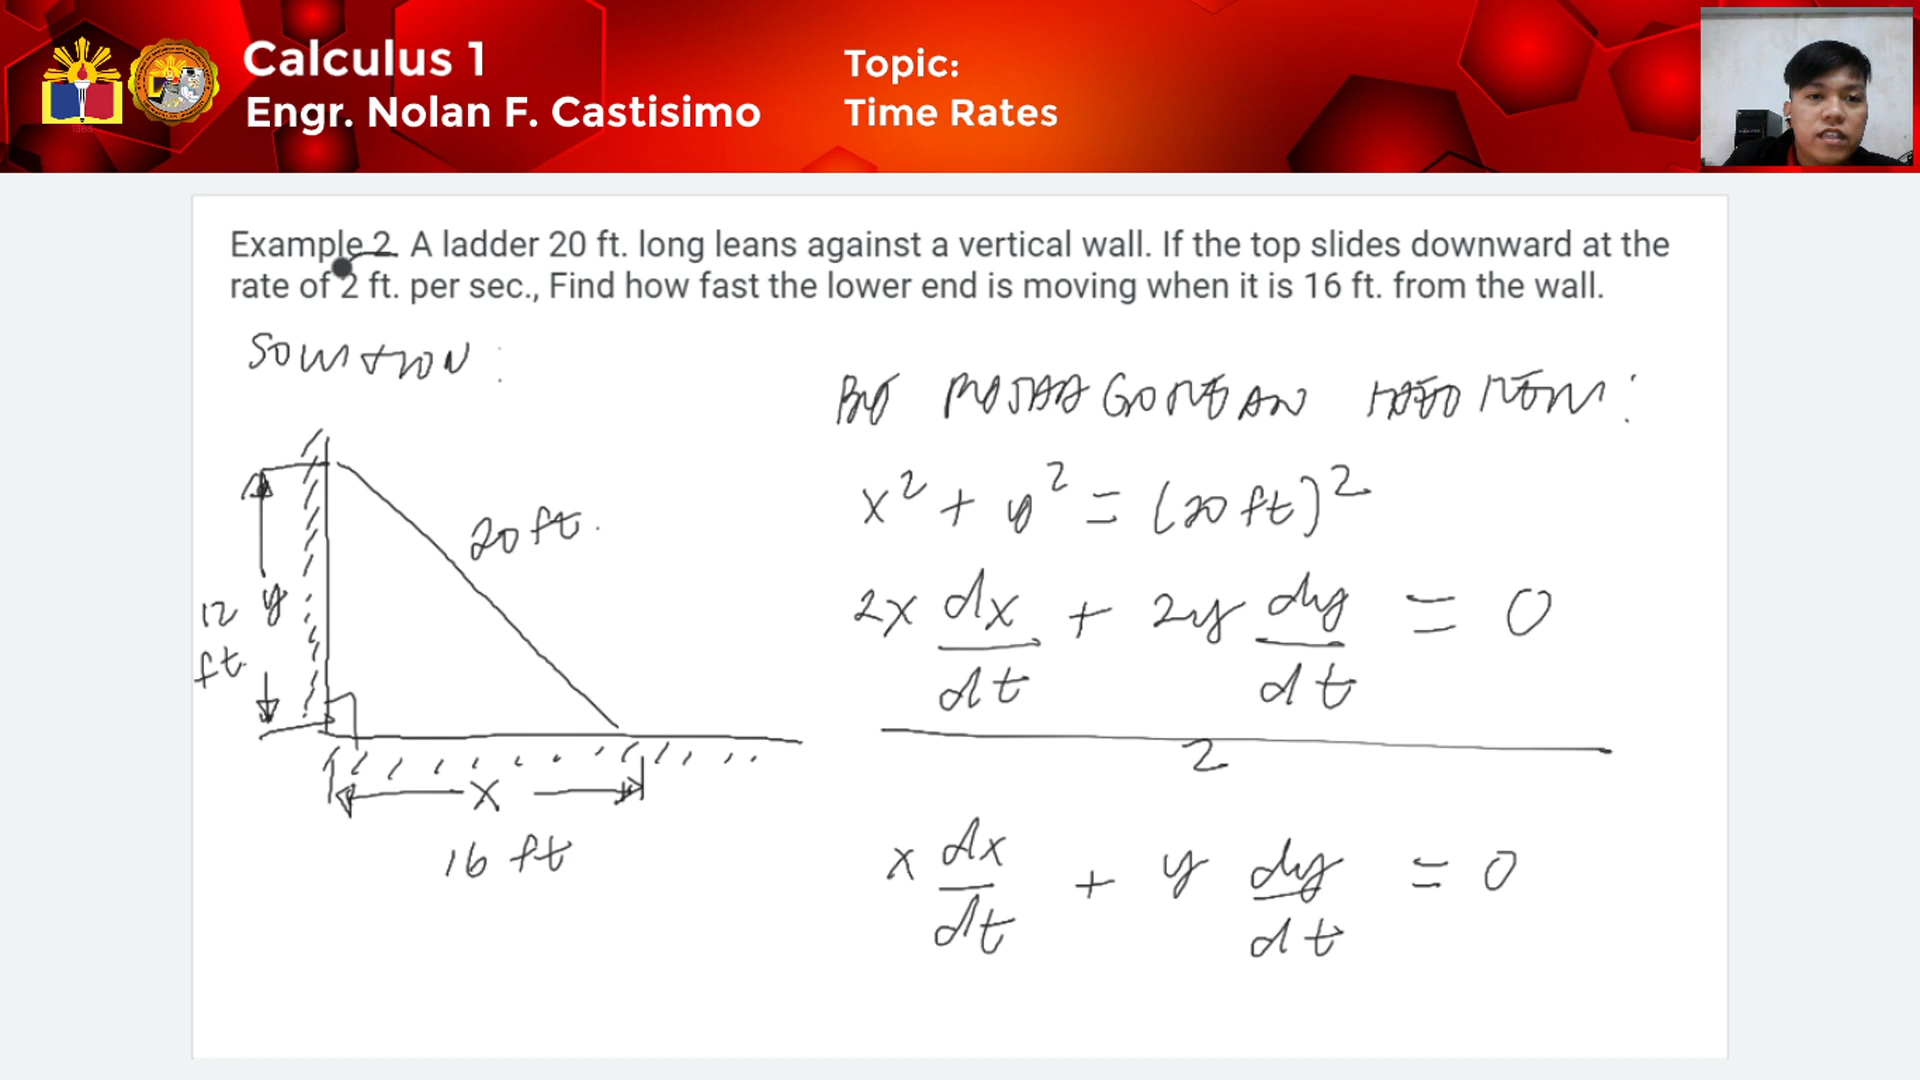 Calculus 1
Engr. Nolan F. Castisimo
Topic:
Time Rates
Example 2. A ladder 20 ft. long leans against a vertical wall. If the top slides downward at the
rate of 2 ft. per sec., Find how fast the lower end is moving when it is 16 ft. from the wall.
SOLUTION :
BY PYTHAGOREAN THEOREM :
x² + y² = (20 ft)²
2x dx/dt + 2y dy/dt = 0
2
x dx/dt + y dy/dt = 0
20 ft.
12 ft.
y
x
16 ft